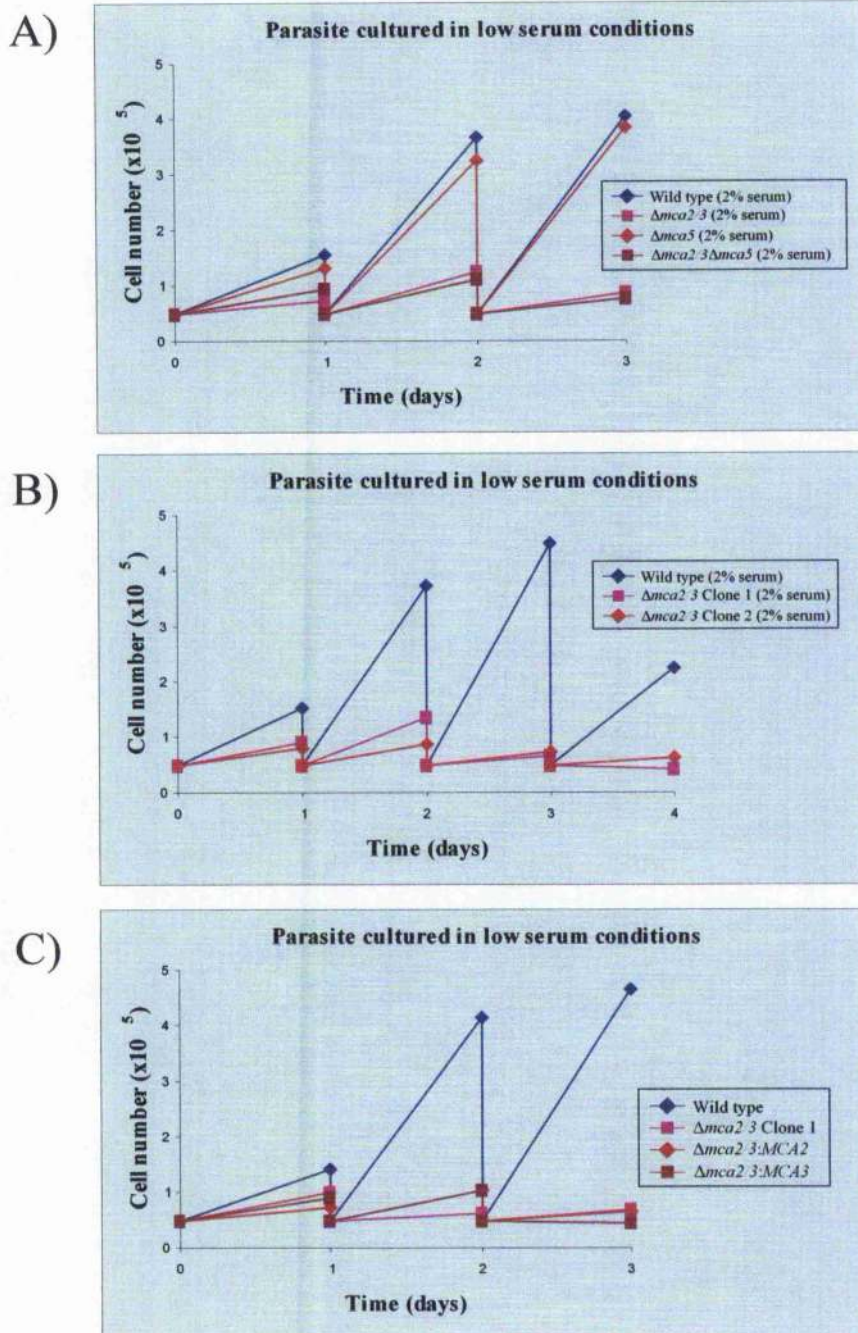 A)
Parasite cultured in low serum conditions
5
4
3
2
1
0
Cell number (x10 5)
0 1 2 3
Time (days)
Wild type (2% serum)
Δmca2 3 (2% serum)
Δmca5 (2% serum)
Δmca2 3Δmca5 (2% serum)
B)
Parasite cultured in low serum conditions
5
4
3
2
1
0
Cell number (x10 5)
0 1 2 3 4
Time (days)
Wild type (2% serum)
Δmca2 3 Clone 1 (2% serum)
Δmca2 3 Clone 2 (2% serum)
C)
Parasite cultured in low serum conditions
5
4
3
2
1
0
Cell number (x10 5)
0 1 2 3
Time (days)
Wild type
Δmca2 3 Clone 1
Δmca2 3:MCA2
Δmca2 3:MCA3